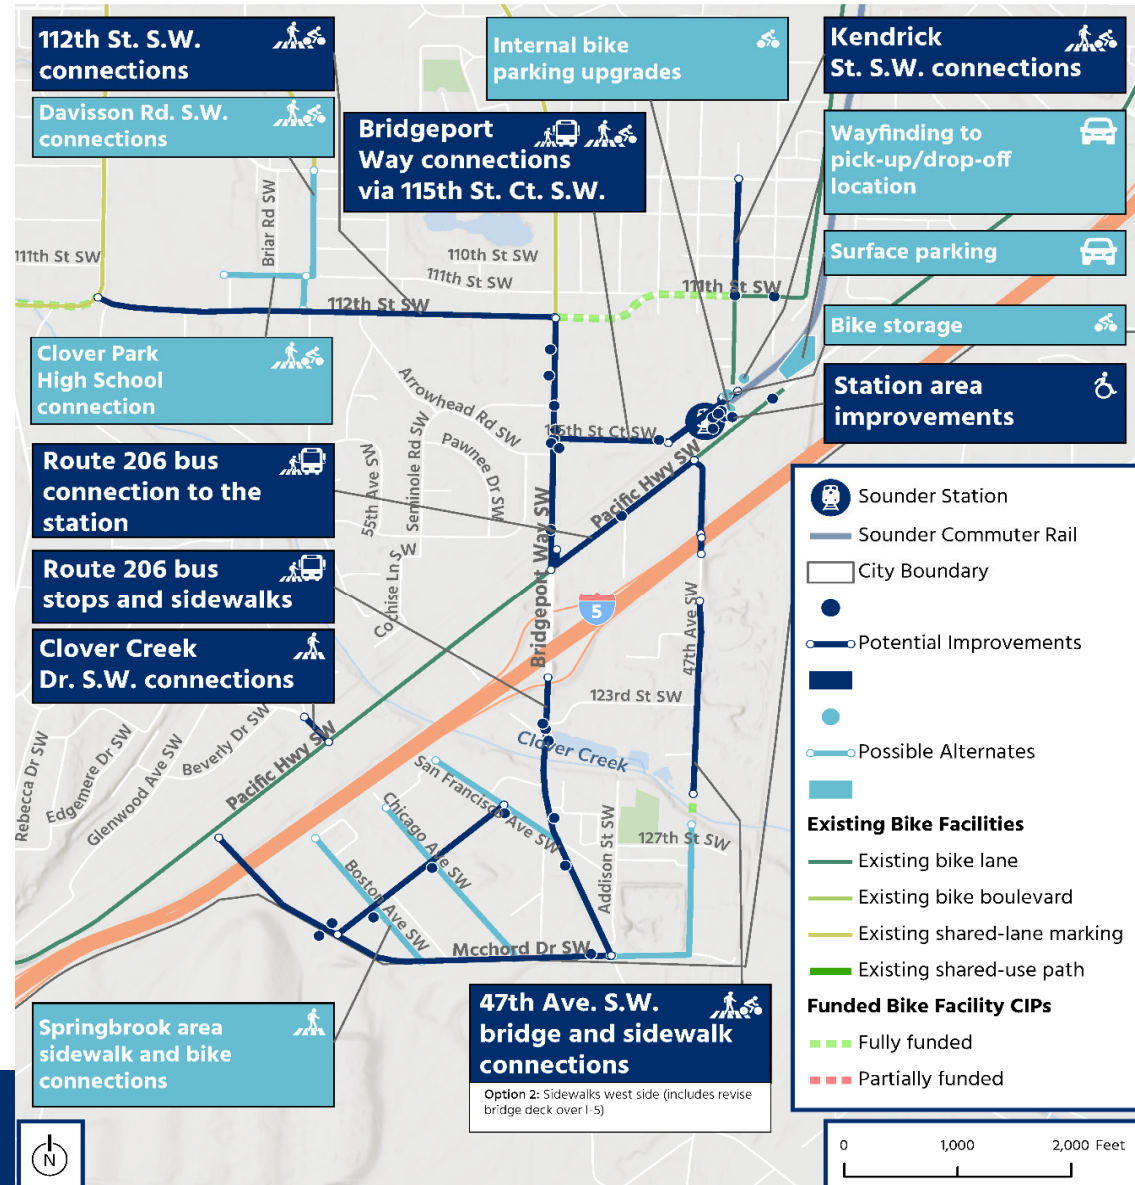 112th St. S.W.
connections
Davisson Rd. S.W.
connections
Internal bike
parking upgrades
Bridgeport
Way connections
via 115th St. Ct. S.W.
Kendrick
St. S.W. connections
Wayfinding to
pick-up/drop-off
location
Surface parking
Bike storage
Station area
improvements
Clover Park
High School
connection
Route 206 bus
connection to the
station
Route 206 bus
stops and sidewalks
Clover Creek
Dr. S.W. connections
Springbrook area
sidewalk and bike
connections
47th Ave. S.W.
bridge and sidewalk
connections
Option 2: Sidewalks west side (includes revise
bridge deck over I-5)
111th St SW
Briar Rd SW
110th St SW
111th St SW
112th St SW
111th St SW
Arrowhead Rd SW
Seminole Rd SW
Pawnee Dr SW
55th Ave SW
Cochise Ln SW
115th St Ct SW
Pacific Hwy SW
Bridgeport Way SW
5
47th Ave SW
123rd St SW
Clover Creek
Rebecca Dr SW
Edgemere Dr SW
Glenwood Ave SW
Beverly Dr SW
Pacific Hwy SW
San Francisco Ave SW
Chicago Ave SW
Boston Ave SW
Addison St SW
127th St SW
Mcchord Dr SW
Sounder Station
Sounder Commuter Rail
City Boundary
Potential Improvements
Possible Alternates
Existing Bike Facilities
Existing bike lane
Existing bike boulevard
Existing shared-lane marking
Existing shared-use path
Funded Bike Facility CIPs
Fully funded
Partially funded
N
0 1,000 2,000 Feet